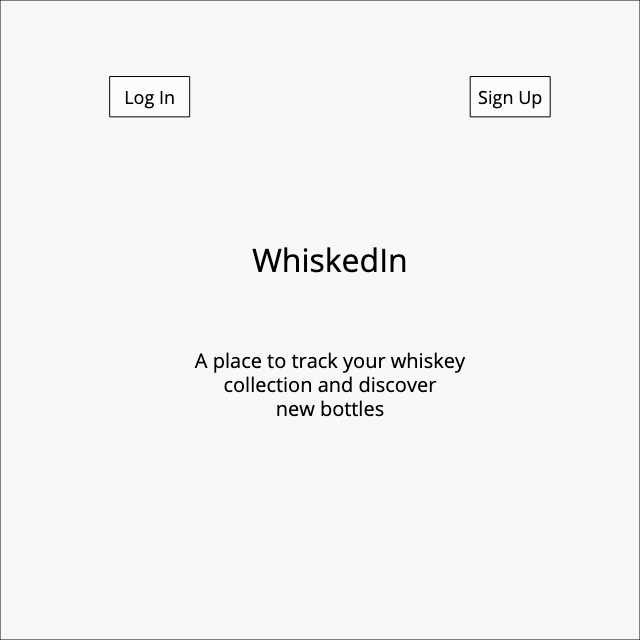 Log In
Sign Up
WhiskedIn
A place to track your whiskey
collection and discover
new bottles